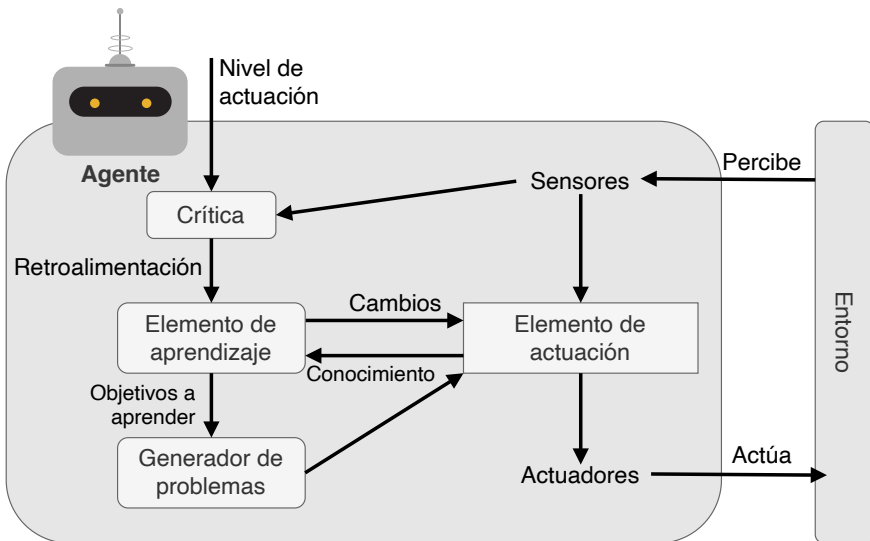 Nivel de
actuación
Agente
Percibe
Sensores
Crítica
Retroalimentación
Cambios
Elemento de
aprendizaje
Elemento de
actuación
Entorno
Conocimiento
Objetivos a
aprender
Generador de
problemas
Actuadores
Actúa